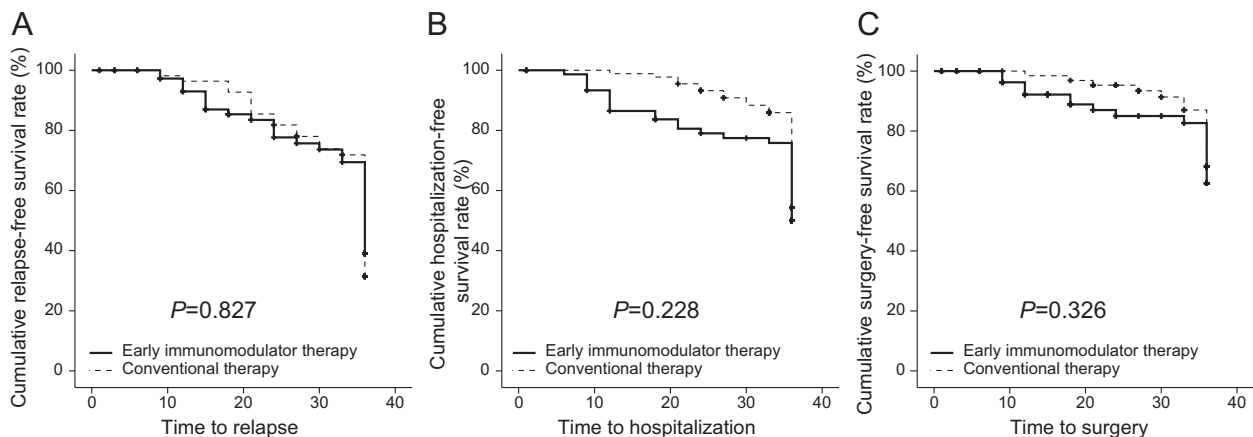 A
Cumulative relapse-free survival rate (%)
100
80
60
40
20
0
P=0.827
Early immunomodulator therapy
Conventional therapy
0 10 20 30 40
Time to relapse
B
Cumulative hospitalization-free
survival rate (%)
100
80
60
40
20
0
P=0.228
Early immunomodulator therapy
Conventional therapy
0 10 20 30 40
Time to hospitalization
C
Cumulative surgery-free survival rate (%)
100
80
60
40
20
0
P=0.326
Early immunomodulator therapy
Conventional therapy
0 10 20 30 40
Time to surgery